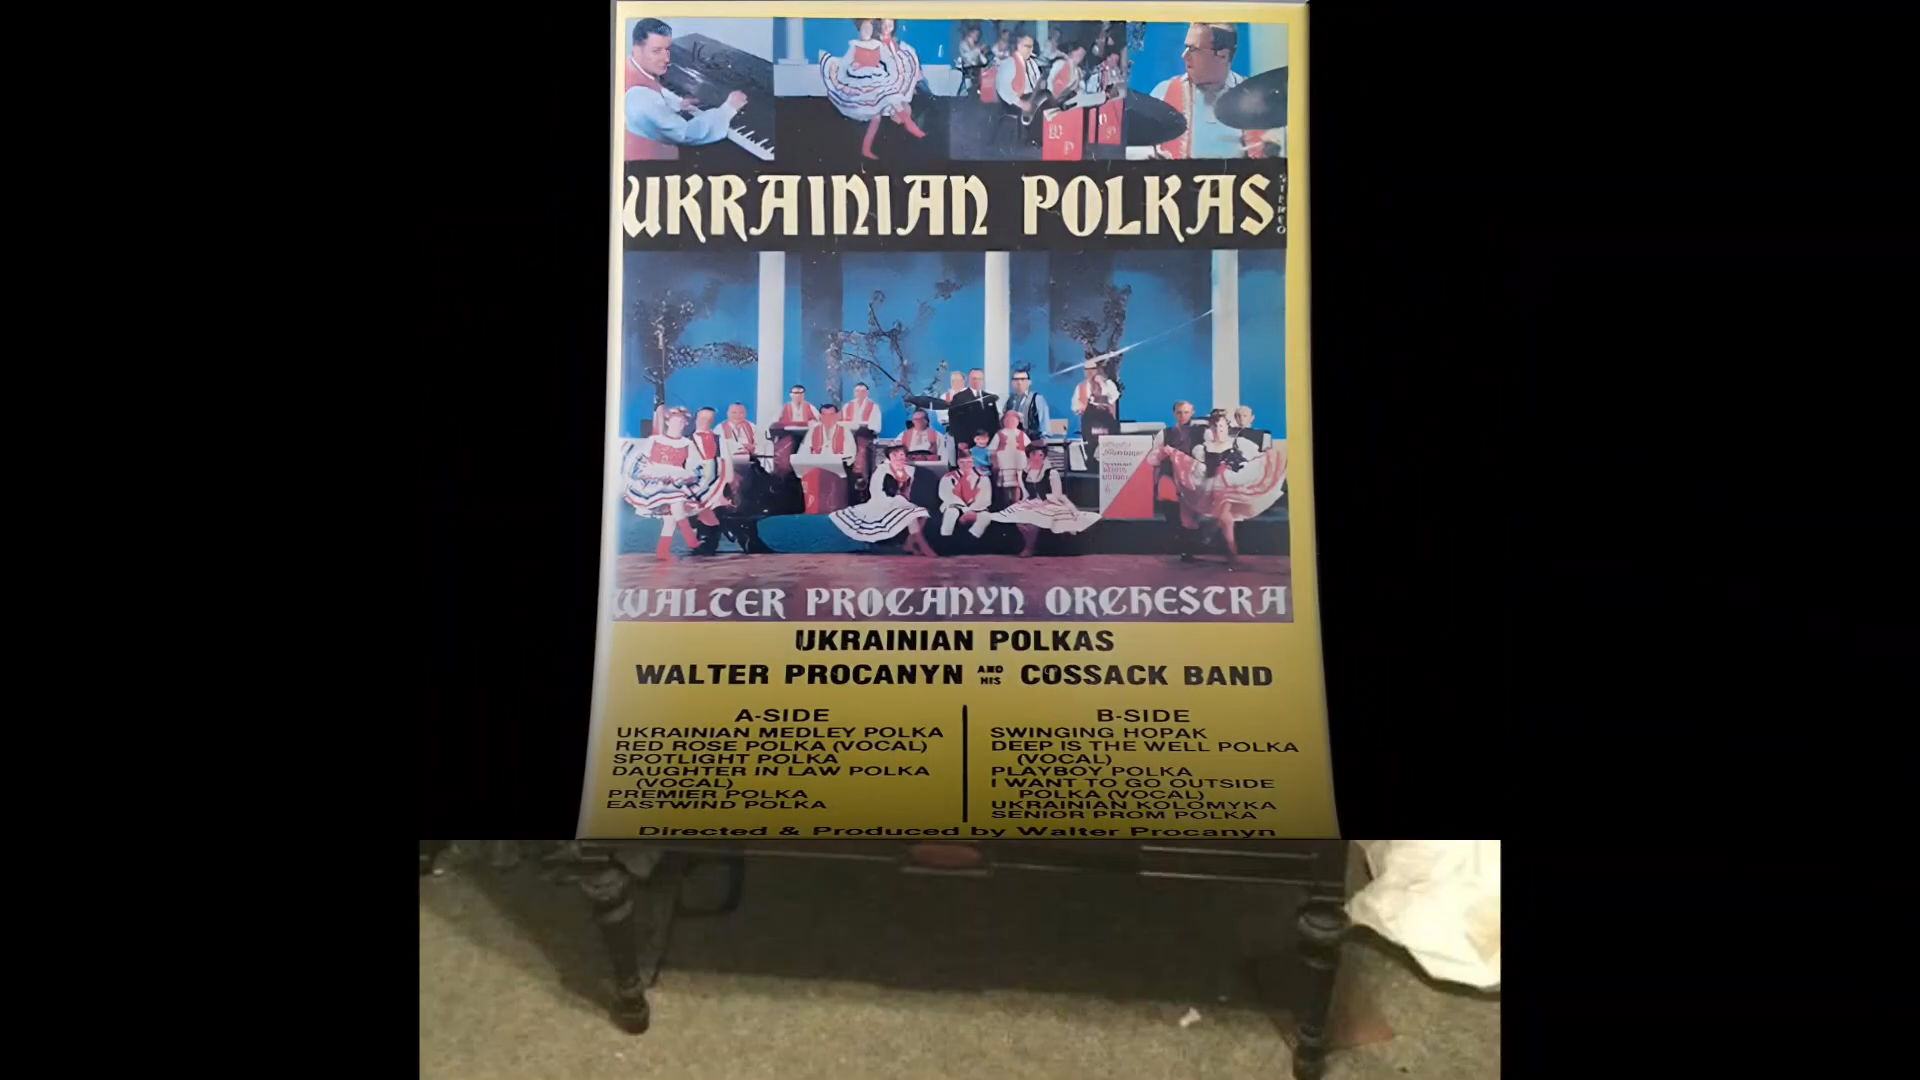 W P
UKRAINIAN POLKAS
STEREO
WALTER PROCANYN ORCHESTRA
UKRAINIAN POLKAS
WALTER PROCANYN AND HIS COSSACK BAND
A-SIDE
UKRAINIAN MEDLEY POLKA
RED ROSE POLKA (VOCAL)
SPOTLIGHT POLKA
DAUGHTER IN LAW POLKA
(VOCAL)
PREMIER POLKA
EASTWIND POLKA
B-SIDE
SWINGING HOPAK
DEEP IS THE WELL POLKA
(VOCAL)
PLAYBOY POLKA
I WANT TO GO OUTSIDE
POLKA (VOCAL)
UKRAINIAN KOLOMYKA
SENIOR PROM POLKA
Directed & Produced by Walter Procanyn